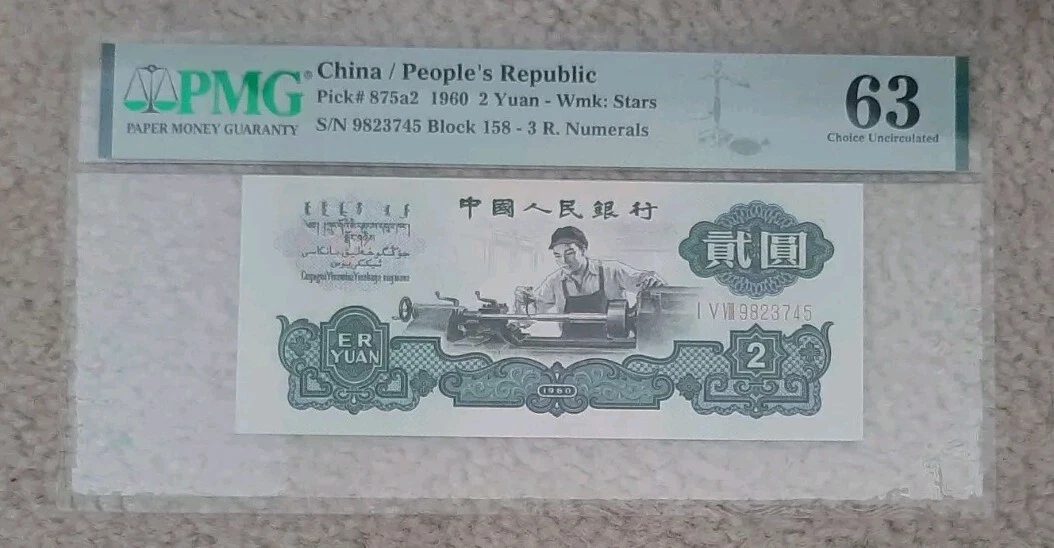 PMG®
PAPER MONEY GUARANTY
China / People's Republic
Pick# 875a2 1960 2 Yuan - Wmk: Stars
S/N 9823745 Block 158 - 3 R. Numerals
63
Choice Uncirculated
中國人民銀行
貳圓
I V VIII 9823745
ER
YUAN
1960
2